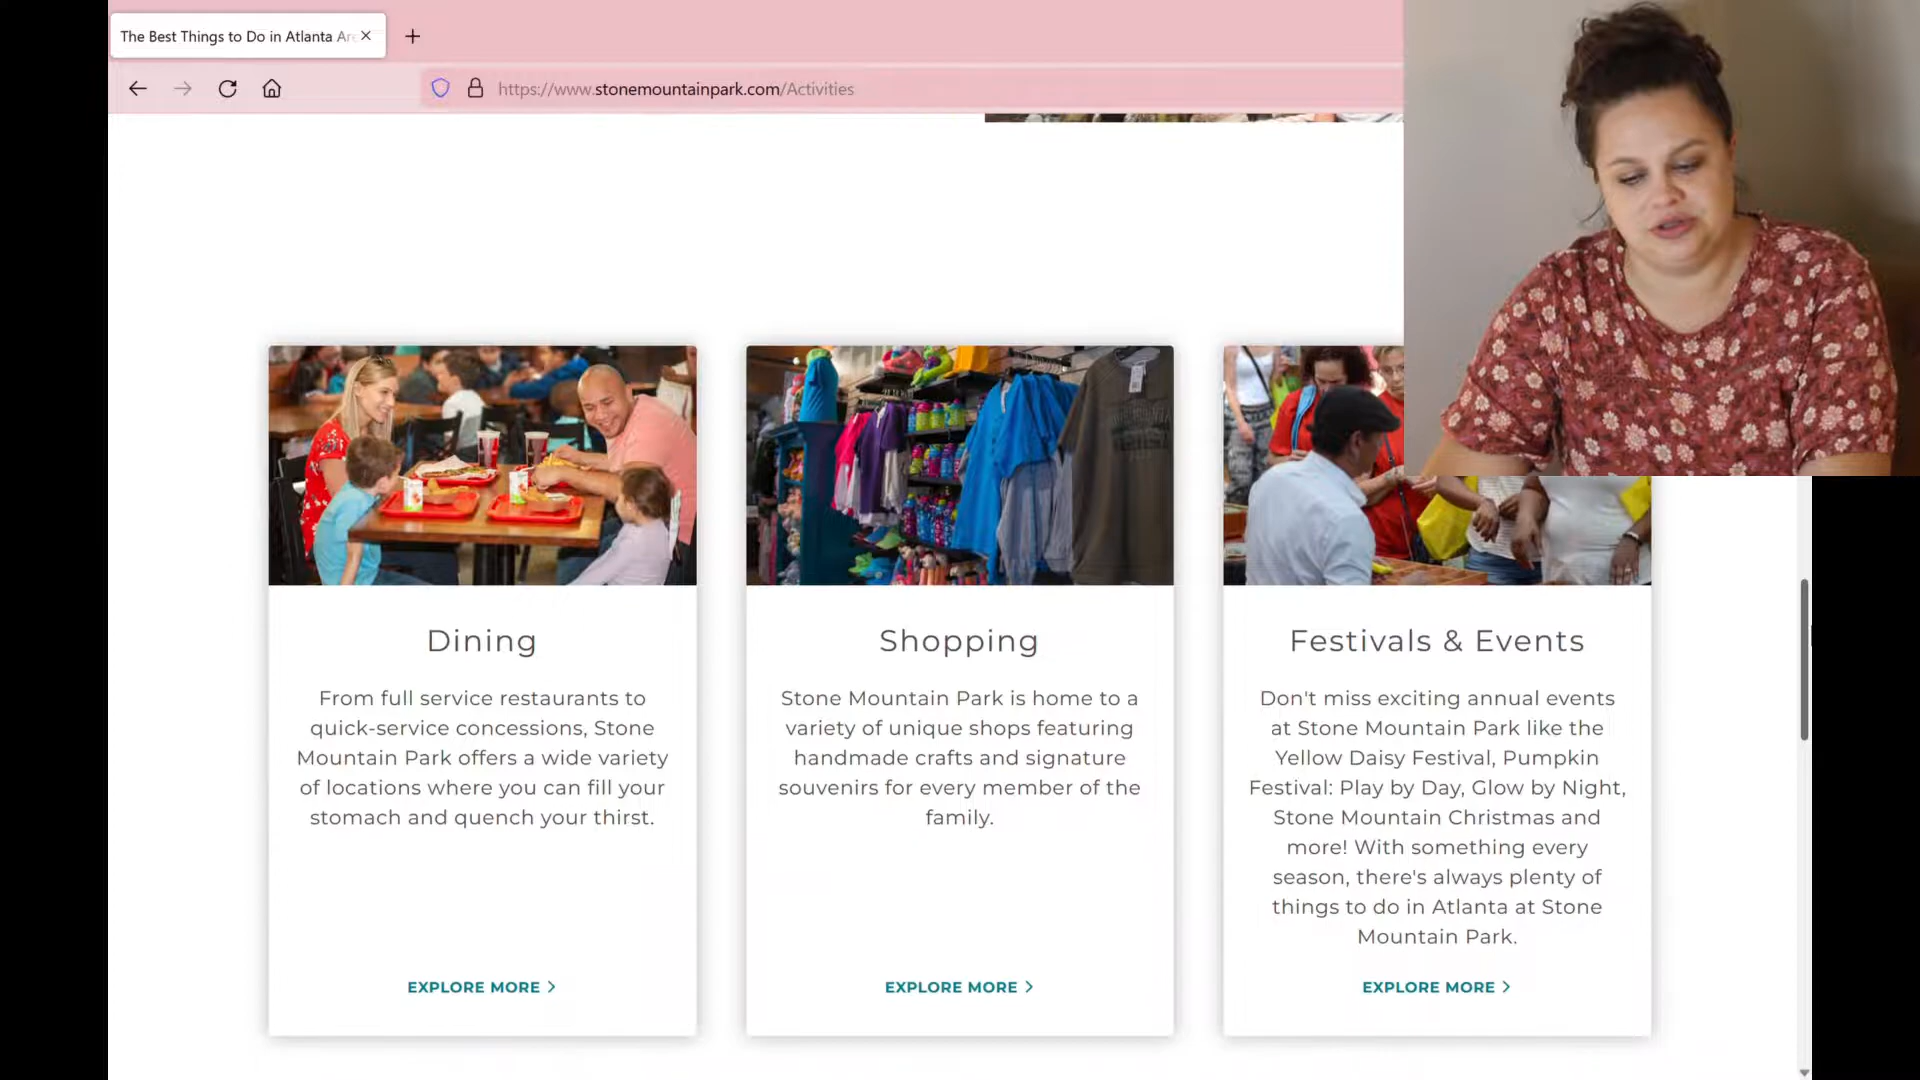 The Best Things to Do in Atlanta Ar
https://www.stonemountainpark.com/Activities
Dining
From full service restaurants to
quick-service concessions, Stone
Mountain Park offers a wide variety
of locations where you can fill your
stomach and quench your thirst.
EXPLORE MORE >
Shopping
Stone Mountain Park is home to a
variety of unique shops featuring
handmade crafts and signature
souvenirs for every member of the
family.
EXPLORE MORE >
Festivals & Events
Don't miss exciting annual events
at Stone Mountain Park like the
Yellow Daisy Festival, Pumpkin
Festival: Play by Day, Glow by Night,
Stone Mountain Christmas and
more! With something every
season, there's always plenty of
things to do in Atlanta at Stone
Mountain Park.
EXPLORE MORE >